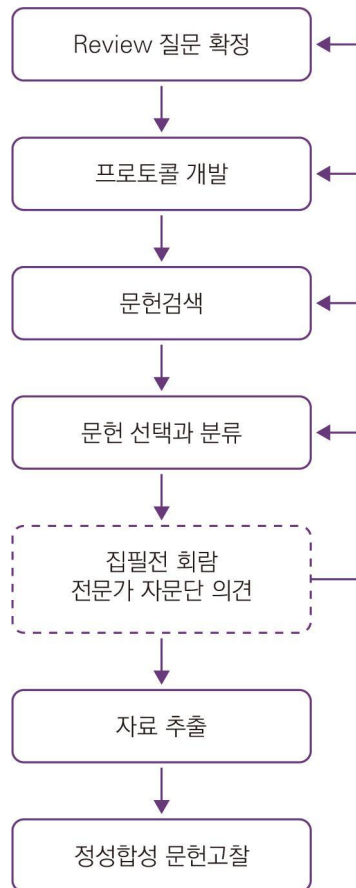 Review 질문 확정
프로토콜 개발
문헌검색
문헌 선택과 분류
집필전 회람
전문가 자문단 의견
자료 추출
정성합성 문헌고찰